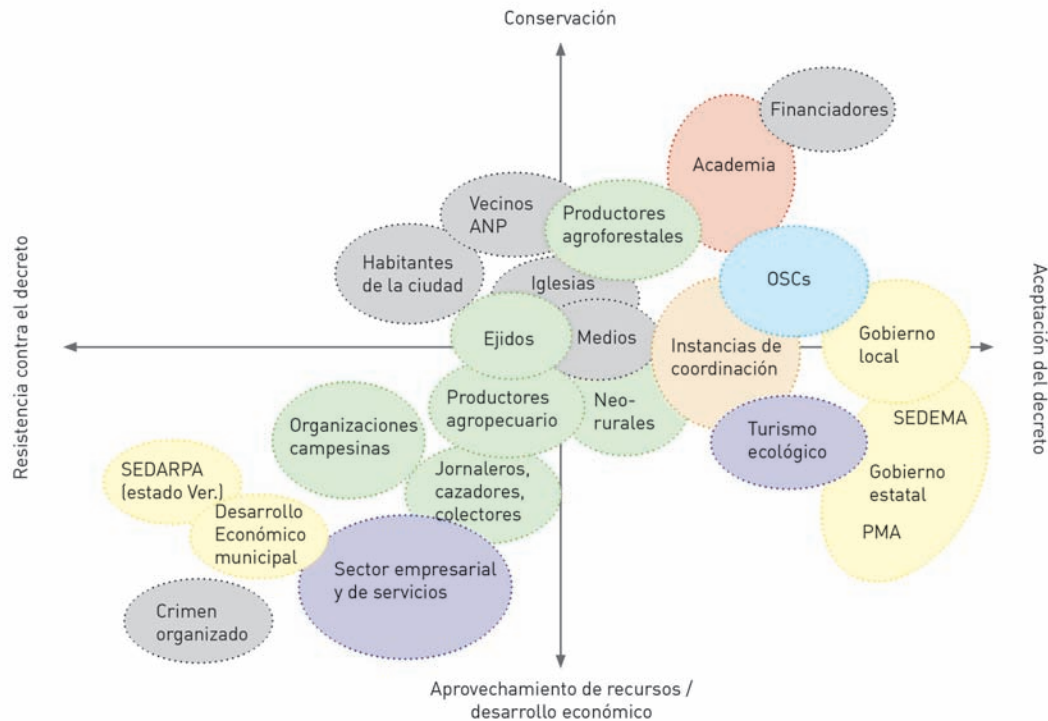 Conservación
Financiadores
Academia
Vecinos
ANP
Productores
agroforestales
Habitantes
de la ciudad
Iglesias
OSCs
Resistencia contra el decreto
Aceptación del decreto
Ejidos
Medios
Instancias de
coordinación
Gobierno
local
Organizaciones
campesinas
Productores
agropecuario
Neo-
rurales
Turismo
ecológico
SEDEMA
Gobierno
estatal
PMA
SEDARPA
(estado Ver.)
Desarrollo
Económico
municipal
Jornaleros,
cazadores,
colectores
Sector empresarial
y de servicios
Crimen
organizado
Aprovechamiento de recursos /
desarrollo económico